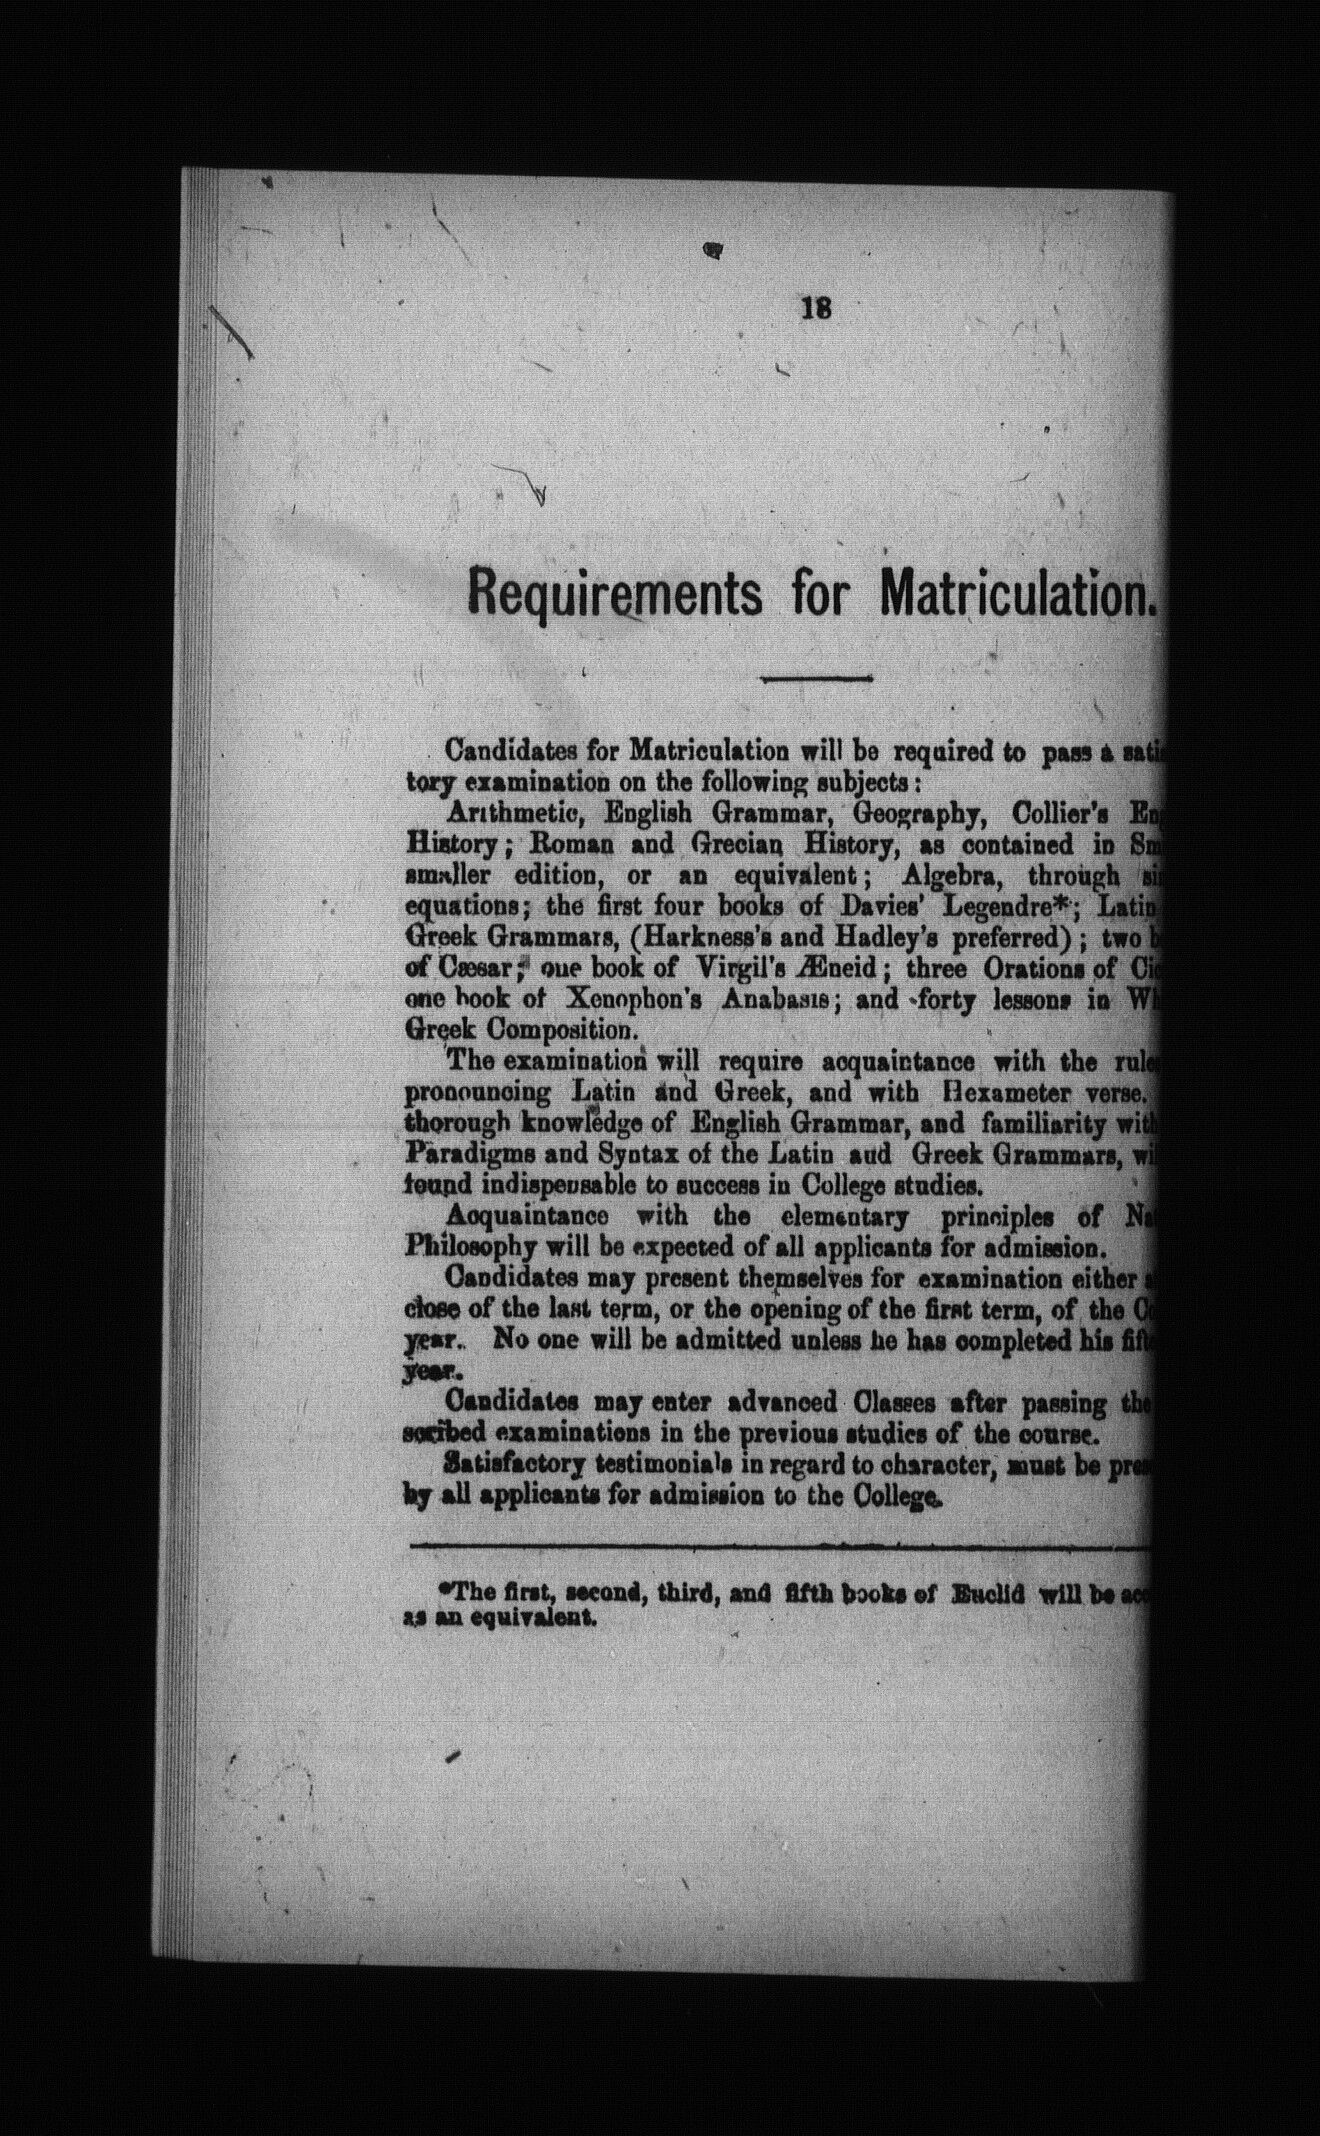 18
Requirements for Matriculation.
Candidates for Matriculation will be required to pass a
tory examination on the following subjects:
Arithmetic, English Grammar, Geography, Collier's
History; Roman and Grecian History, as contained in
smaller edition, or an equivalent; Algebra, through
equations; the first four books of Davies' Legendre*; Latin
Greek Grammars, (Harkness's and Hadley's preferred); two
of Cæsar; one book of Virgil's Æneid; three Orations of
one book of Xenophon's Anabasis; and forty lessons in
Greek Composition.
The examination will require acquaintance with the
pronouncing Latin and Greek, and with Hexameter verse.
thorough knowledge of English Grammar, and familiarity with
Paradigms and Syntax of the Latin and Greek Grammars,
found indispensable to success in College studies.
Acquaintance with the elementary principles of
Philosophy will be expected of all applicants for admission.
Candidates may present themselves for examination either
close of the last term, or the opening of the first term, of the
year. No one will be admitted unless he has completed his
year.
Candidates may enter advanced Classes after passing the
scribed examinations in the previous studies of the course.
Satisfactory testimonials in regard to character, must be
by all applicants for admission to the College.
*The first, second, third, and fifth books of Euclid will be
as an equivalent.